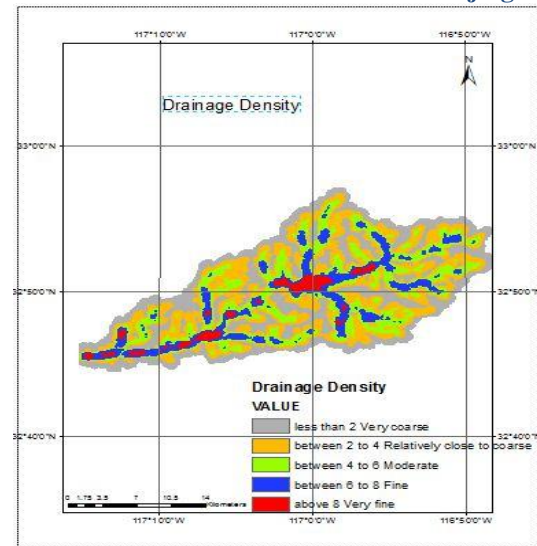 117°10'0"W 117°0'0"W 116°50'0"W
N
Drainage Density
33°0'0"N 33°0'0"N
32°50'0"N 32°50'0"N
Drainage Density
VALUE
less than 2 Very coarse
32°40'0"N 32°40'0"N
between 2 to 4 Relatively close to coarse
between 4 to 6 Moderate
between 6 to 8 Fine
above 8 Very fine
0 1.75 3.5 7 10.5 14
Kilometers
117°10'0"W 117°0'0"W 116°50'0"W